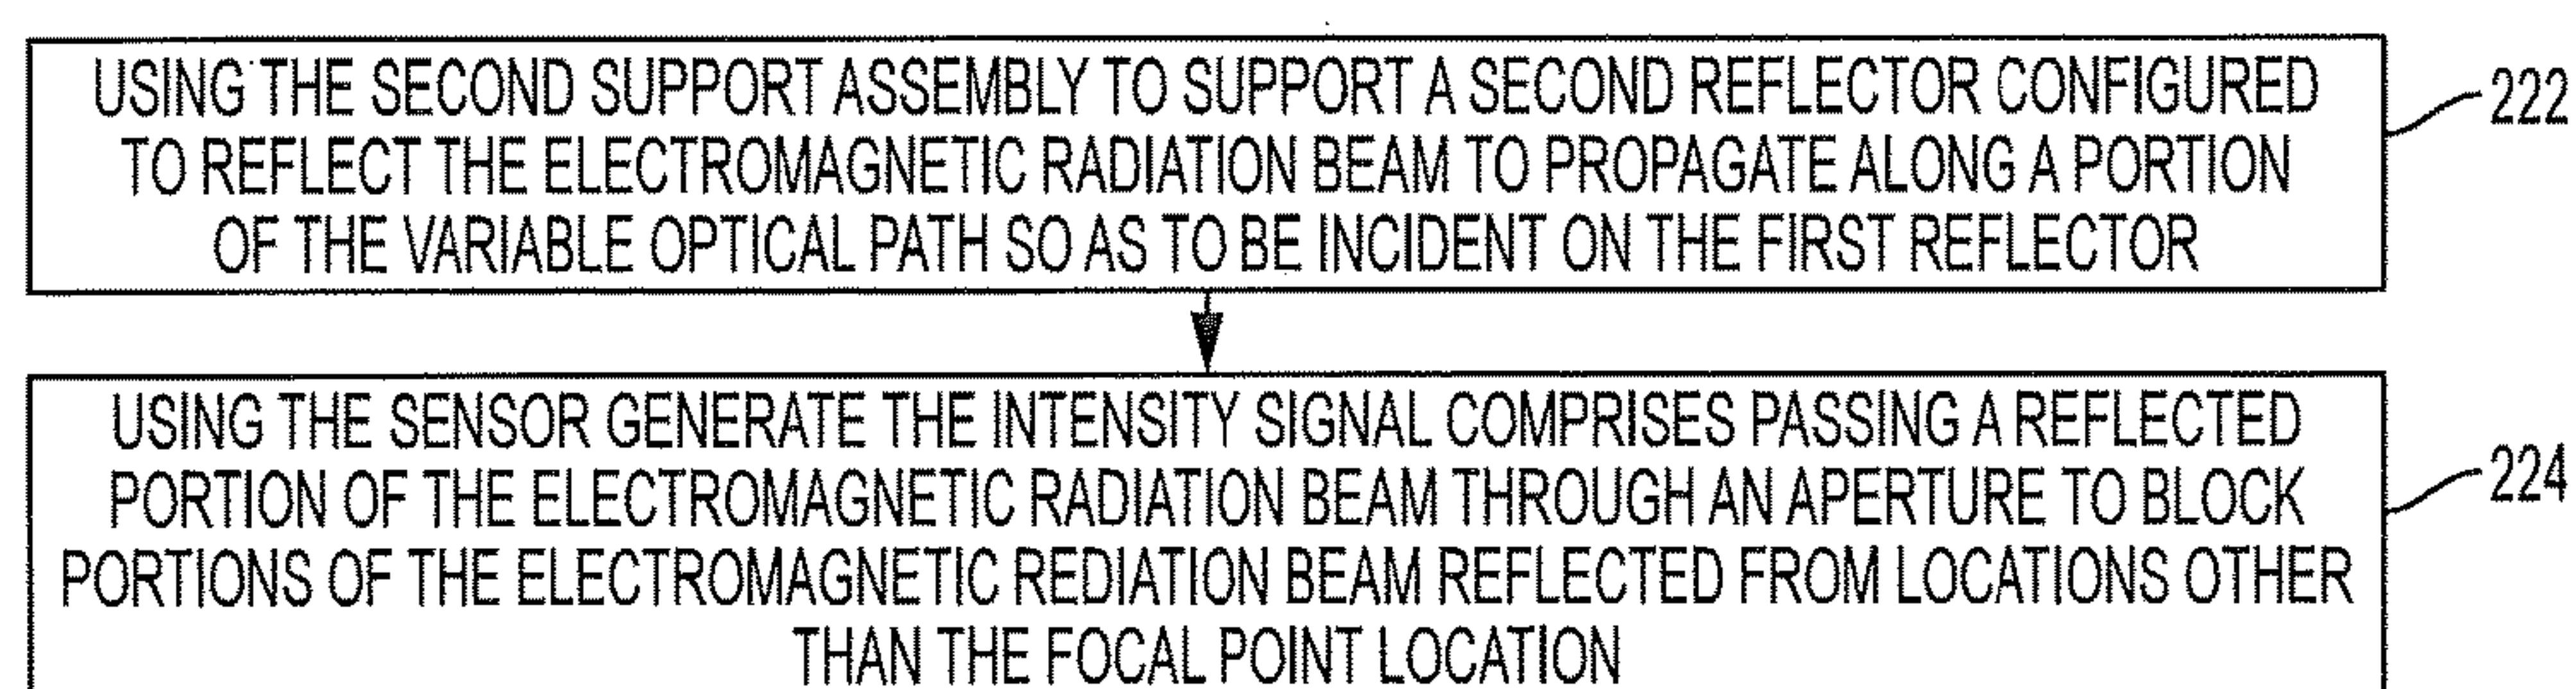 USING THE SECOND SUPPORT ASSEMBLY TO SUPPORT A SECOND REFLECTOR CONFIGURED
TO REFLECT THE ELECTROMAGNETIC RADIATION BEAM TO PROPAGATE ALONG A PORTION
OF THE VARIABLE OPTICAL PATH SO AS TO BE INCIDENT ON THE FIRST REFLECTOR
222
USING THE SENSOR GENERATE THE INTENSITY SIGNAL COMPRISES PASSING A REFLECTED
PORTION OF THE ELECTROMAGNETIC RADIATION BEAM THROUGH AN APERTURE TO BLOCK
PORTIONS OF THE ELECTROMAGNETIC REDIATION BEAM REFLECTED FROM LOCATIONS OTHER
THAN THE FOCAL POINT LOCATION
224